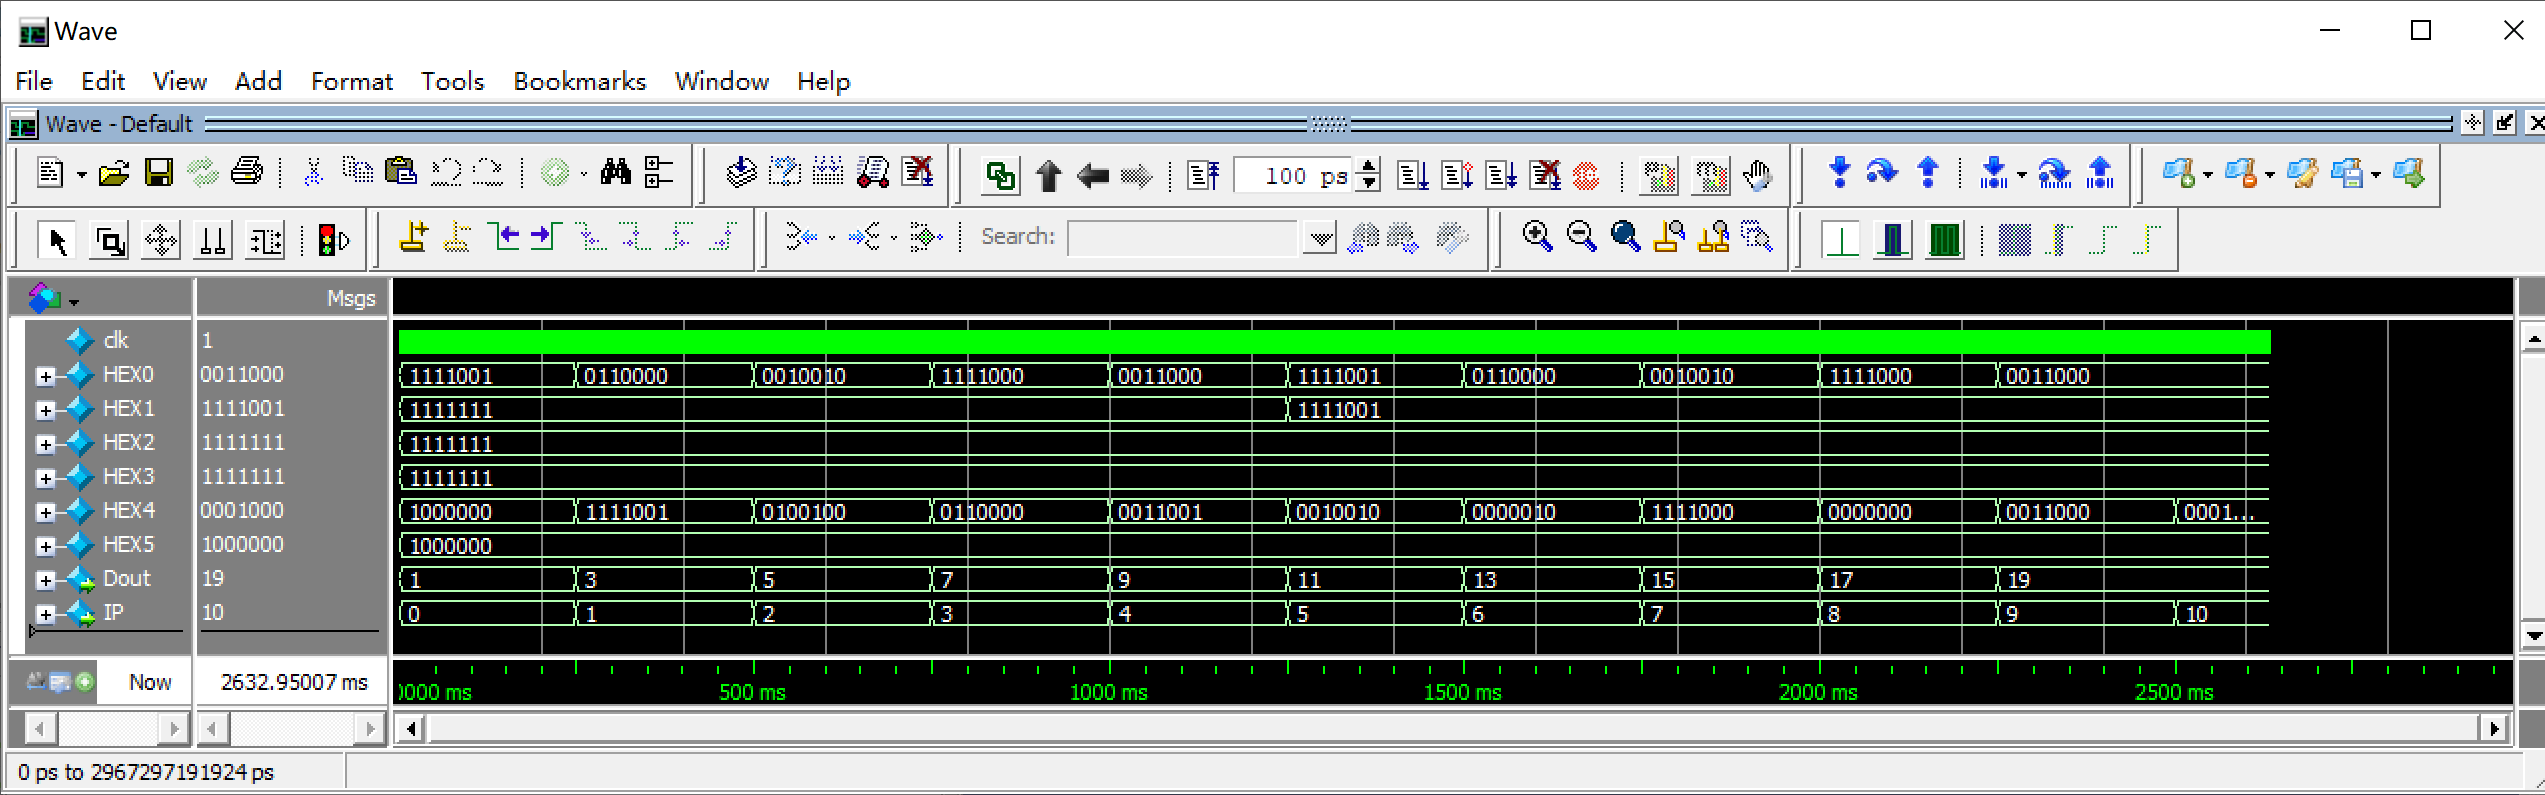 Wave
File Edit View Add Format Tools Bookmarks Window Help
Wave - Default
100 ps
Search:
Msgs
clk 1
HEX0 0011000 1111001 0110000 0010010 1111000 0011000 1111001 0110000 0010010 1111000 0011000
HEX1 1111001 1111111 1111001
HEX2 1111111 1111111
HEX3 1111111 1111111
HEX4 0001000 1000000 1111001 0100100 0110000 0011001 0010010 0000010 1111000 0000000 0011000 0001...
HEX5 1000000 1000000
Dout 19 1 3 5 7 9 11 13 15 17 19
IP 10 0 1 2 3 4 5 6 7 8 9 10
Now 2632.95007 ms 0000 ms 500 ms 1000 ms 1500 ms 2000 ms 2500 ms
0 ps to 2967297191924 ps